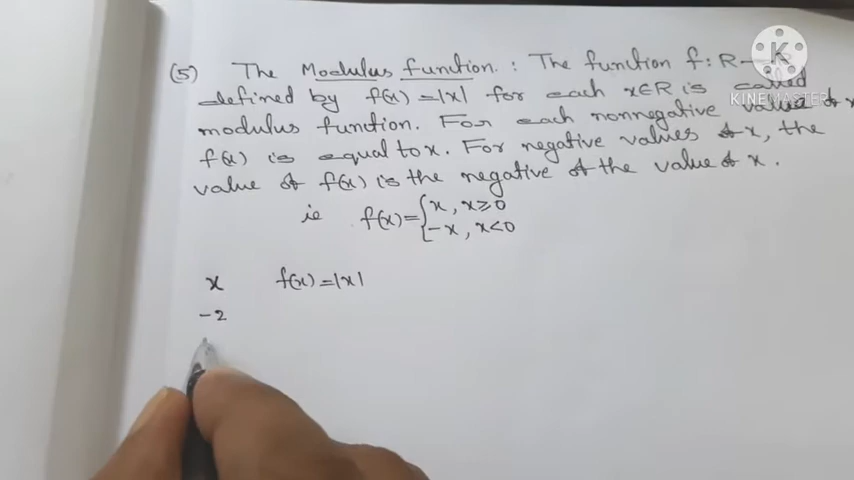 (5) The Modulus function : The function f: R→R
defined by f(x) = |x| for each x∈R is called
modulus function. For each nonnegative value of x
f(x) is equal to x. For negative values of x, the
value of f(x) is the negative of the value of x.
ie f(x) = { x, x≥0
-x, x<0
x f(x) = |x|
-2
K
KINEMASTER